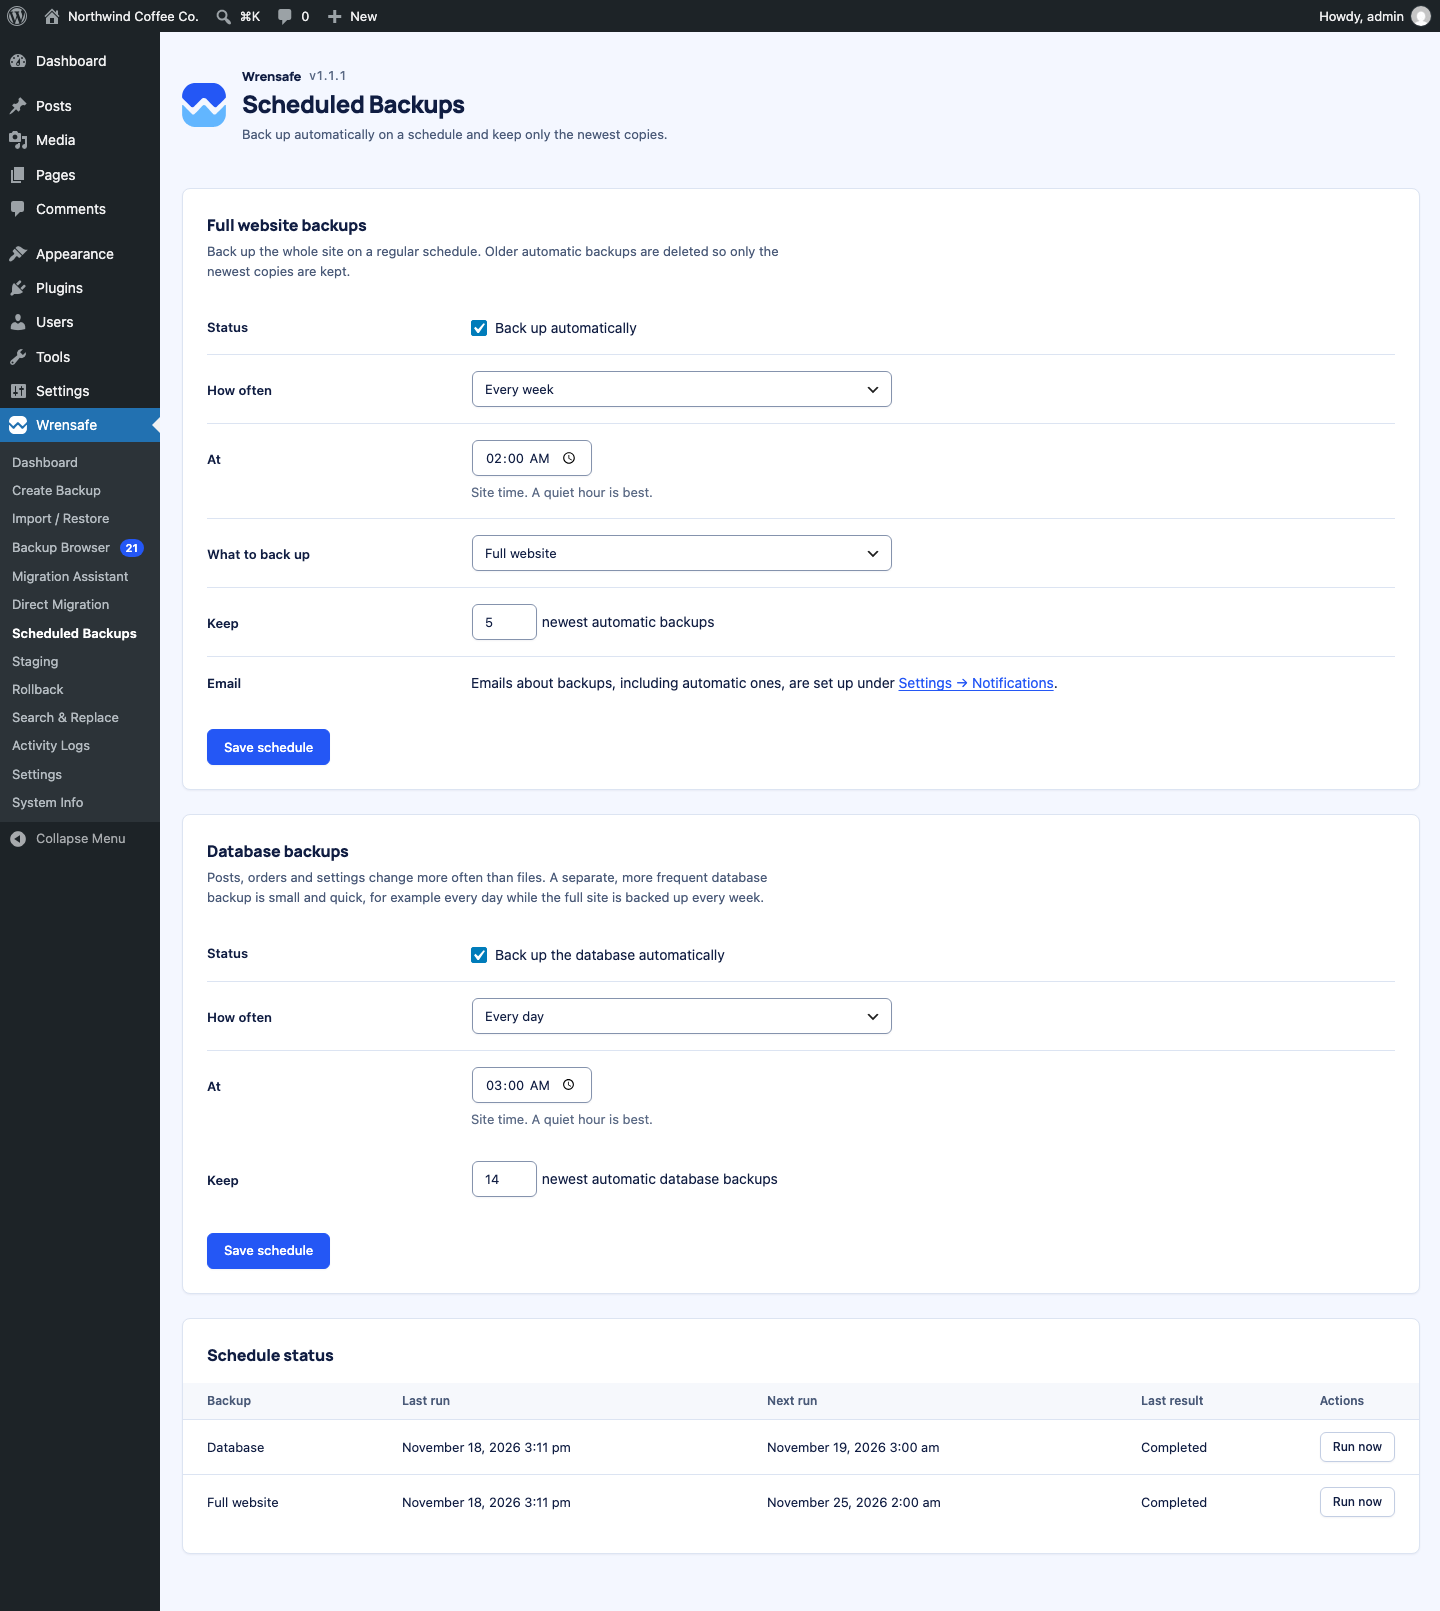 Northwind Coffee Co.
⌘K
0
New
Howdy, admin
Dashboard
Posts
Media
Pages
Comments
Appearance
Plugins
Users
Tools
Settings
Wrensafe
Dashboard
Create Backup
Import / Restore
Backup Browser 21
Migration Assistant
Direct Migration
Scheduled Backups
Staging
Rollback
Search & Replace
Activity Logs
Settings
System Info
Collapse Menu
Wrensafe v1.1.1
Scheduled Backups
Back up automatically on a schedule and keep only the newest copies.
Full website backups
Back up the whole site on a regular schedule. Older automatic backups are deleted so only the
newest copies are kept.
Status
Back up automatically
How often
Every week
At
02:00 AM
Site time. A quiet hour is best.
What to back up
Full website
Keep
5 newest automatic backups
Email
Emails about backups, including automatic ones, are set up under Settings → Notifications.
Save schedule
Database backups
Posts, orders and settings change more often than files. A separate, more frequent database
backup is small and quick, for example every day while the full site is backed up every week.
Status
Back up the database automatically
How often
Every day
At
03:00 AM
Site time. A quiet hour is best.
Keep
14 newest automatic database backups
Save schedule
Schedule status
Backup Last run Next run Last result Actions
Database November 18, 2026 3:11 pm November 19, 2026 3:00 am Completed Run now
Full website November 18, 2026 3:11 pm November 25, 2026 2:00 am Completed Run now